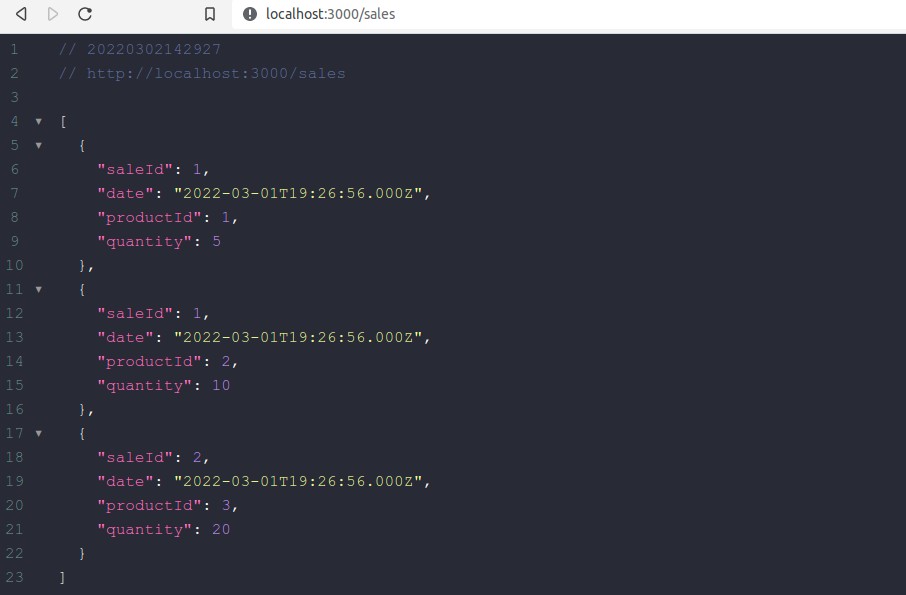 localhost:3000/sales
1 // 20220302142927
2 // http://localhost:3000/sales
3
4 ▼ [
5 ▼ {
6 "saleId": 1,
7 "date": "2022-03-01T19:26:56.000Z",
8 "productId": 1,
9 "quantity": 5
10 },
11 ▼ {
12 "saleId": 1,
13 "date": "2022-03-01T19:26:56.000Z",
14 "productId": 2,
15 "quantity": 10
16 },
17 ▼ {
18 "saleId": 2,
19 "date": "2022-03-01T19:26:56.000Z",
20 "productId": 3,
21 "quantity": 20
22 }
23 ]